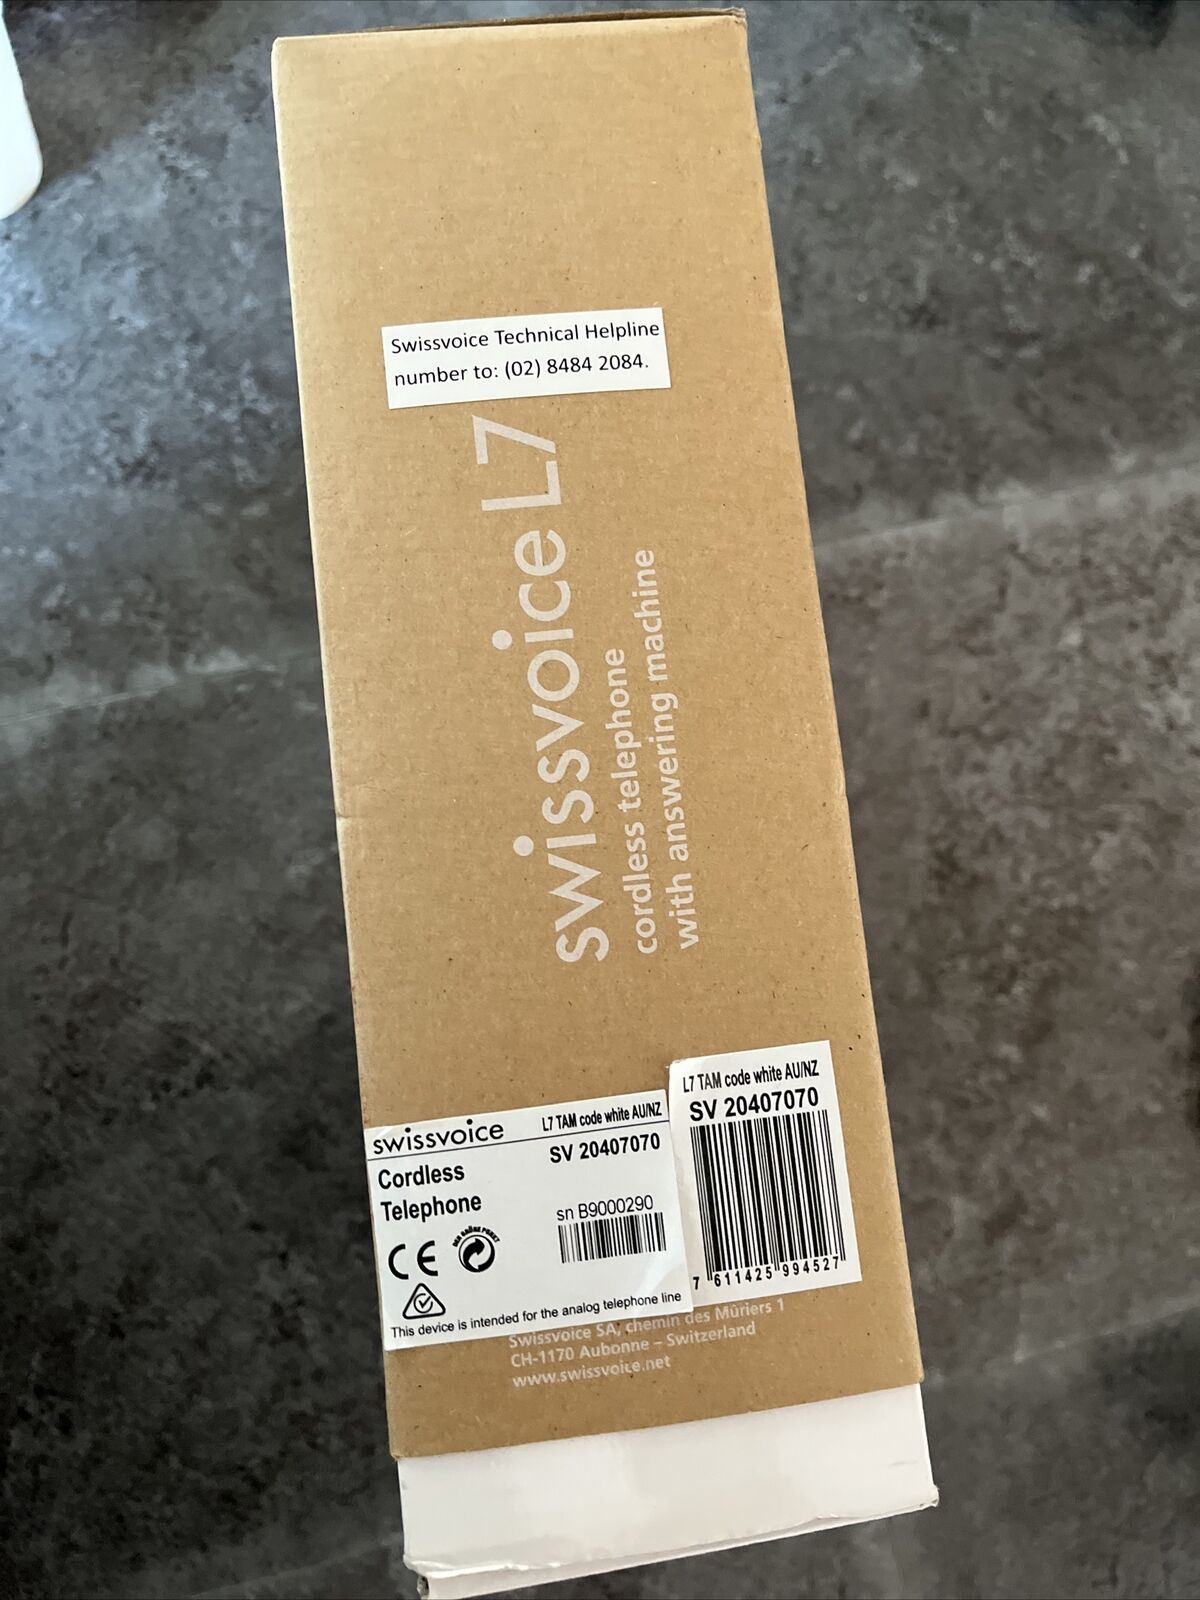 Swissvoice Technical Helpline
number to: (02) 8484 2084.
swissvoice L7
cordless telephone
with answering machine
swissvoice
L7 TAM code white AU/NZ
SV 20407070
Cordless
Telephone
sn B9000290
CE
DER GRÜNE PUNKT
This device is intended for the analog telephone line
L7 TAM code white AU/NZ
SV 20407070
7 611425 994527
Swissvoice SA, chemin des Mûriers 1
CH-1170 Aubonne – Switzerland
www.swissvoice.net